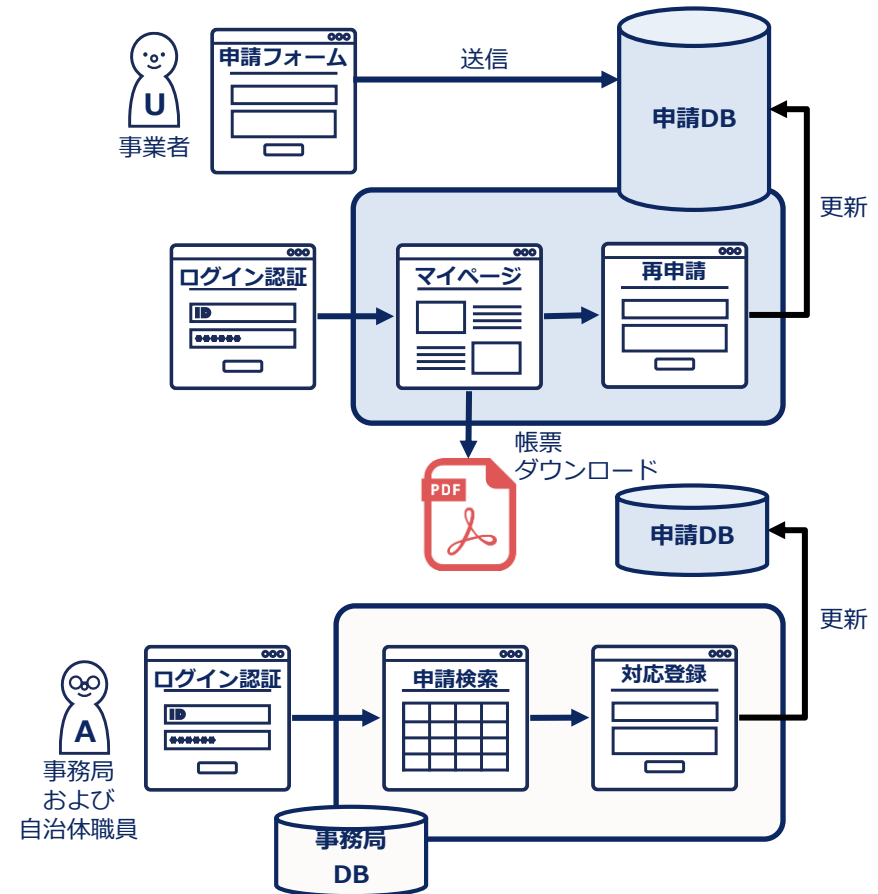 申請フォーム
送信
申請DB
U
事業者
更新
ログイン認証
ID
******
マイページ
再申請
帳票
ダウンロード
PDF
申請DB
更新
ログイン認証
ID
******
申請検索
対応登録
A
事務局
および
自治体職員
事務局
DB